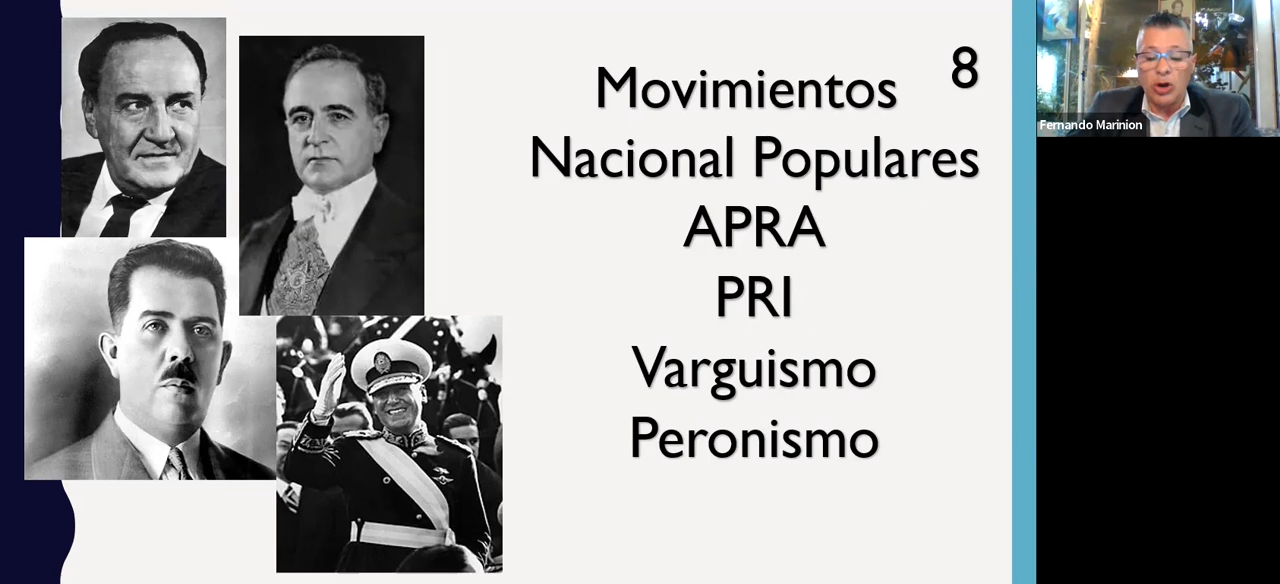 8
Movimientos
Nacional Populares
APRA
PRI
Varguismo
Peronismo
Fernando Marinion